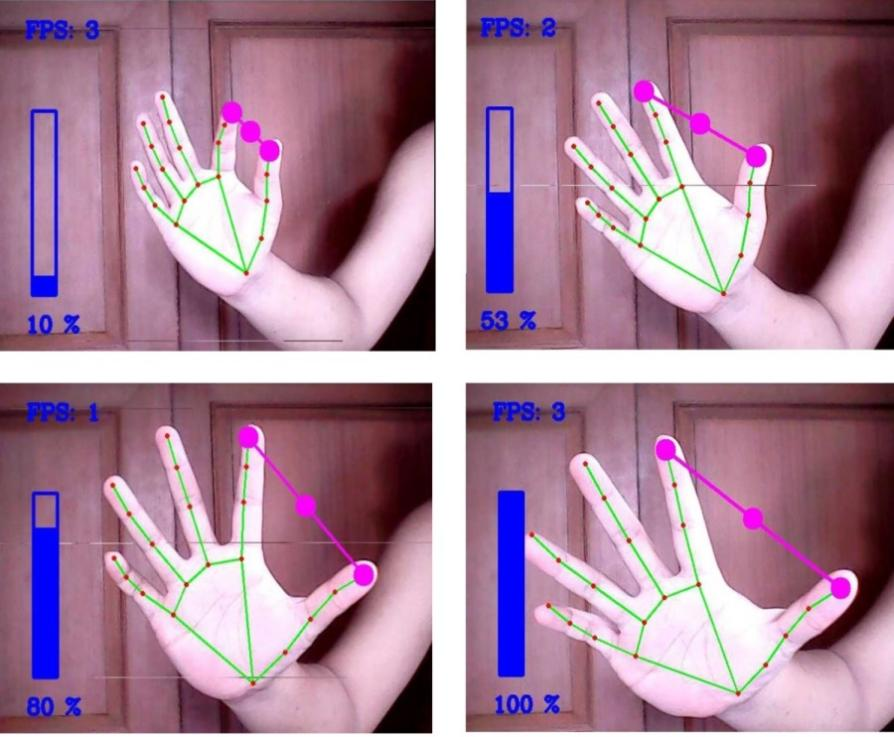 FPS: 3
10 %
FPS: 2
53 %
FPS: 1
80 %
FPS: 3
100 %